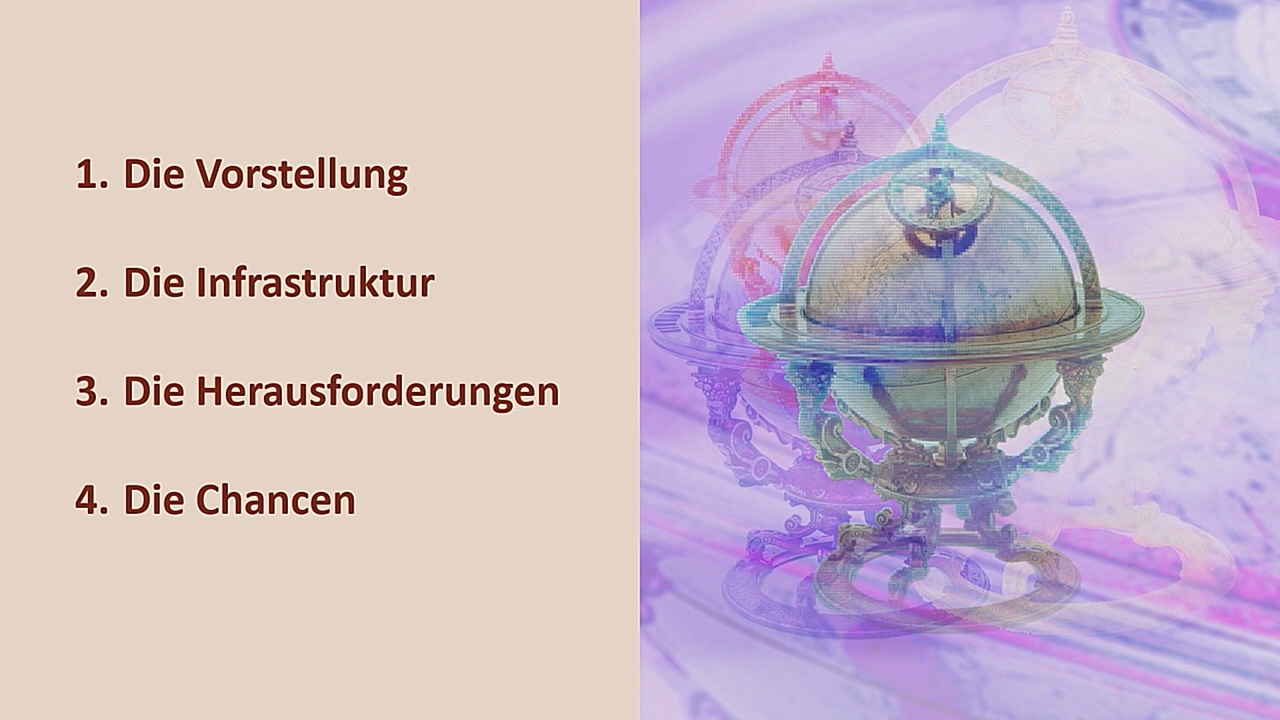 1. Die Vorstellung
2. Die Infrastruktur
3. Die Herausforderungen
4. Die Chancen